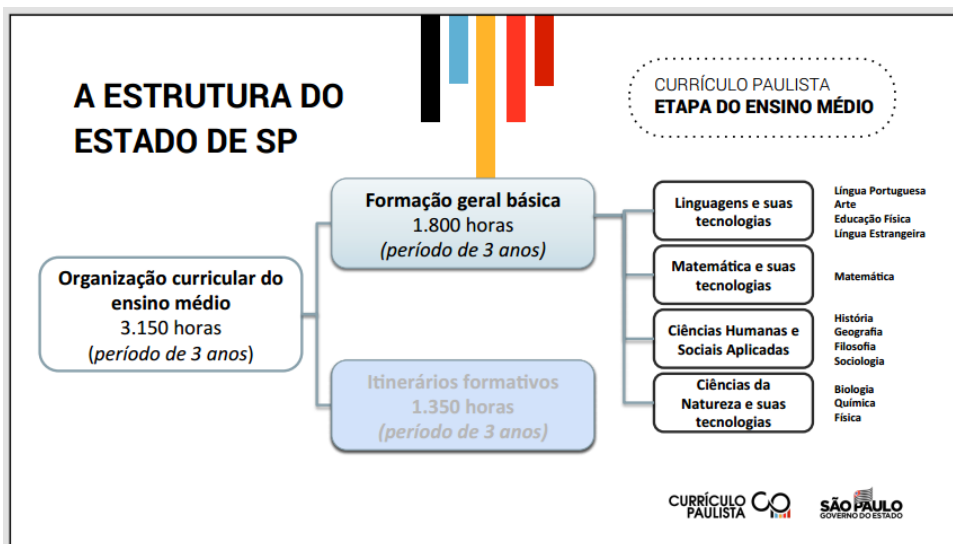 A ESTRUTURA DO
ESTADO DE SP
CURRÍCULO PAULISTA
ETAPA DO ENSINO MÉDIO
Organização curricular do
ensino médio
3.150 horas
(período de 3 anos)
Formação geral básica
1.800 horas
(período de 3 anos)
Itinerários formativos
1.350 horas
(período de 3 anos)
Linguagens e suas
tecnologias
Língua Portuguesa
Arte
Educação Física
Língua Estrangeira
Matemática e suas
tecnologias
Matemática
Ciências Humanas e
Sociais Aplicadas
História
Geografia
Filosofia
Sociologia
Ciências da
Natureza e suas
tecnologias
Biologia
Química
Física
CURRÍCULO
PAULISTA
CP
SÃO PAULO
GOVERNO DO ESTADO